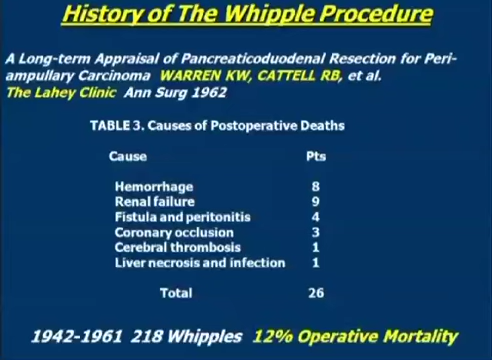 History of The Whipple Procedure
A Long-term Appraisal of Pancreaticoduodenal Resection for Peri-
ampullary Carcinoma WARREN KW, CATTELL RB, et al.
The Lahey Clinic Ann Surg 1962
TABLE 3. Causes of Postoperative Deaths
Cause Pts
Hemorrhage 8
Renal failure 9
Fistula and peritonitis 4
Coronary occlusion 3
Cerebral thrombosis 1
Liver necrosis and infection 1
Total 26
1942-1961 218 Whipples 12% Operative Mortality